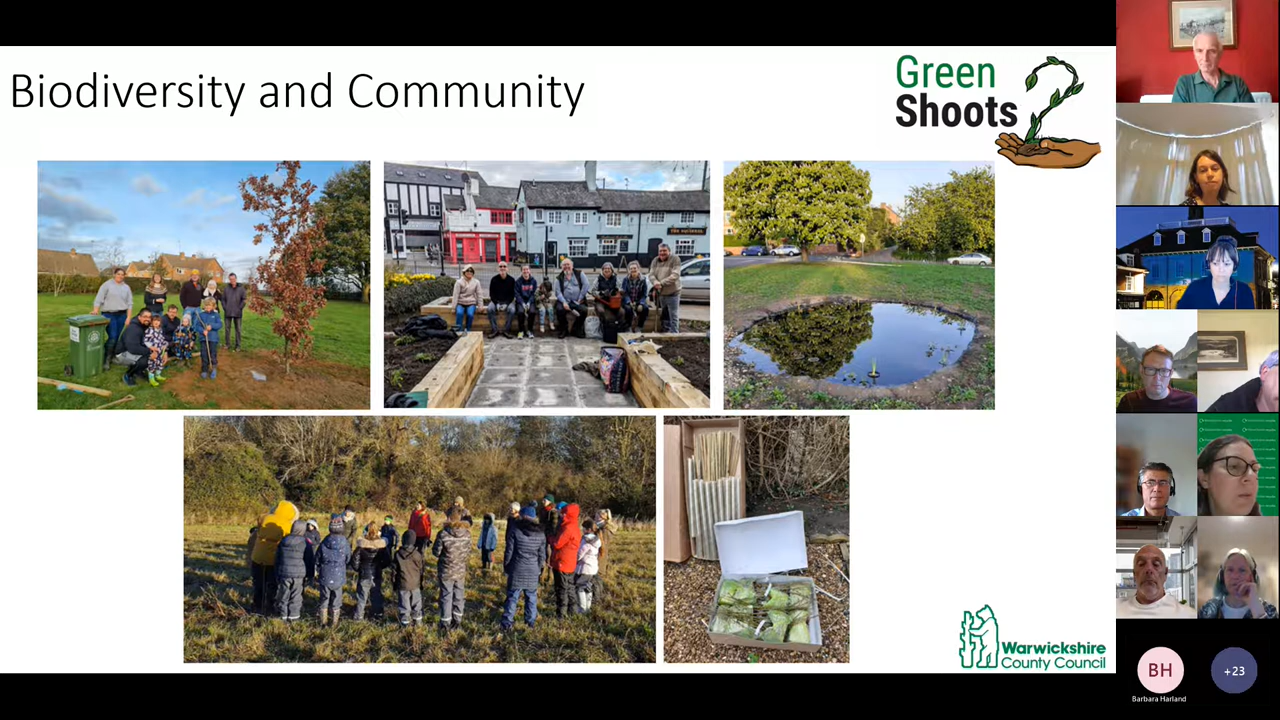 Biodiversity and Community
Green
Shoots
Warwickshire
County Council
BH
Barbara Harland
+23